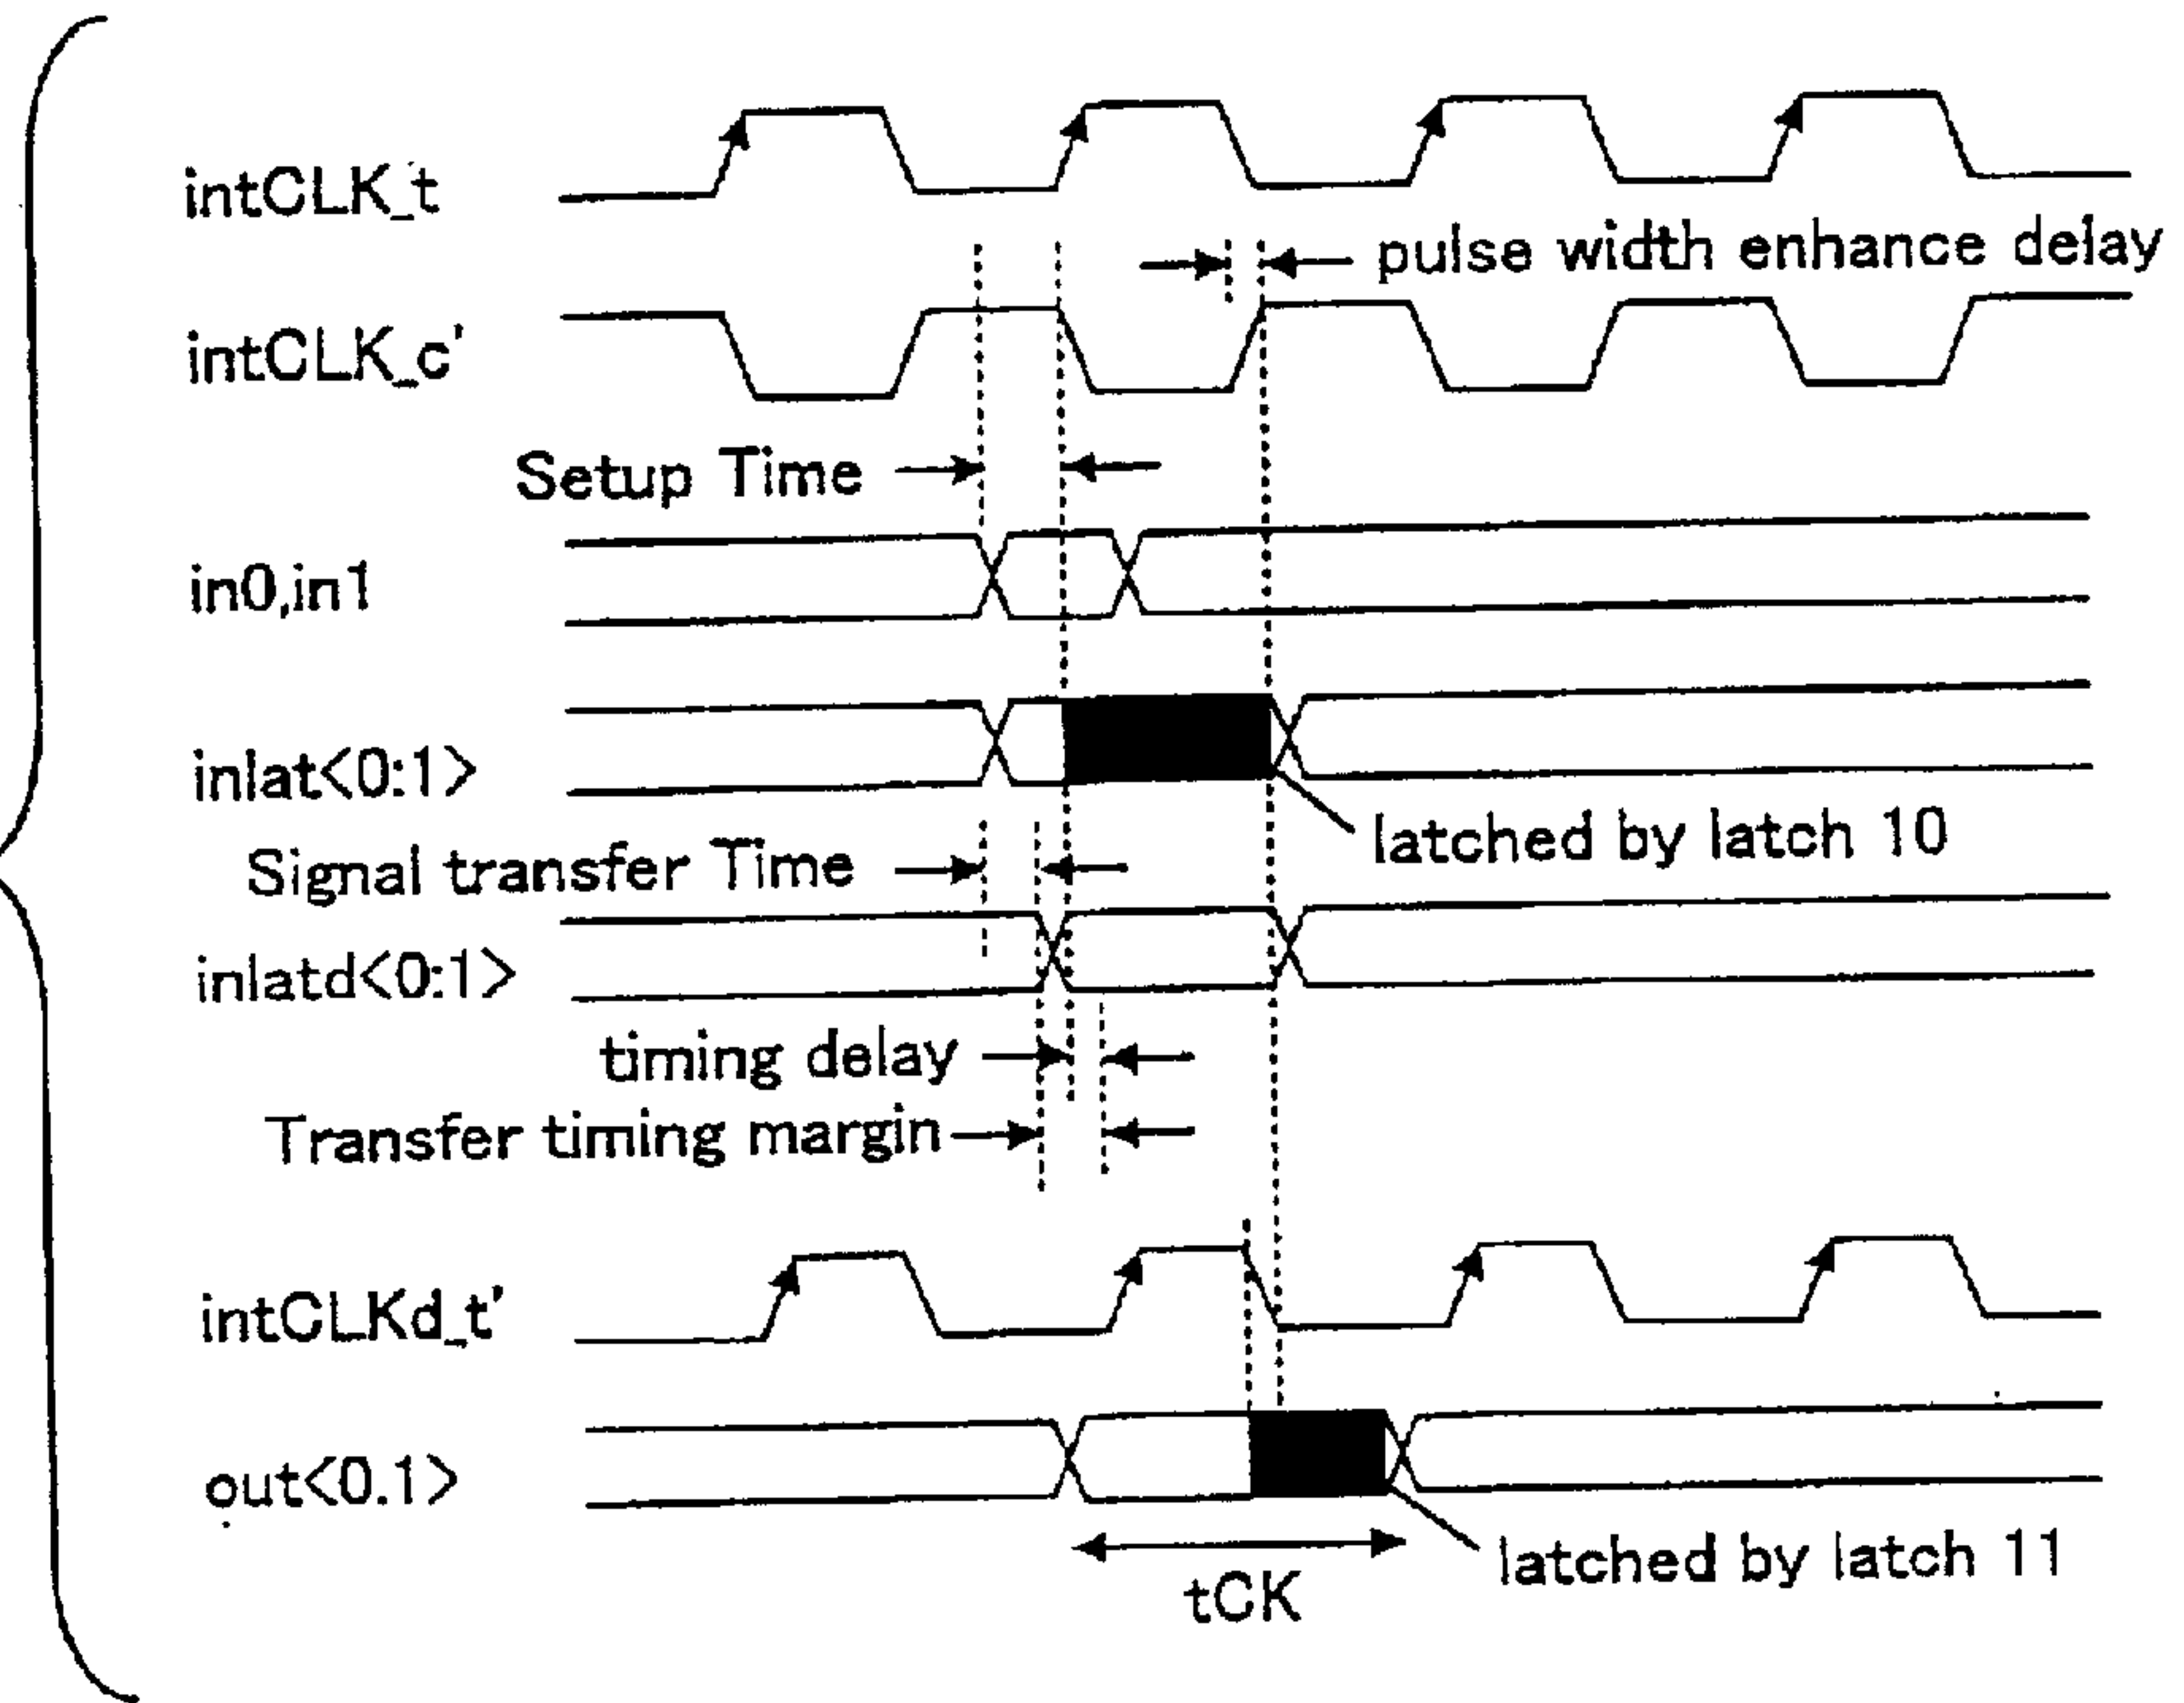 intCLK_t
pulse width enhance delay
intCLK_c'
Setup Time
in0,in1
inlat<0:1>
latched by latch 10
Signal transfer Time
inlatd<0:1>
timing delay
Transfer timing margin
intCLKd_t'
out<0.1>
latched by latch 11
tCK